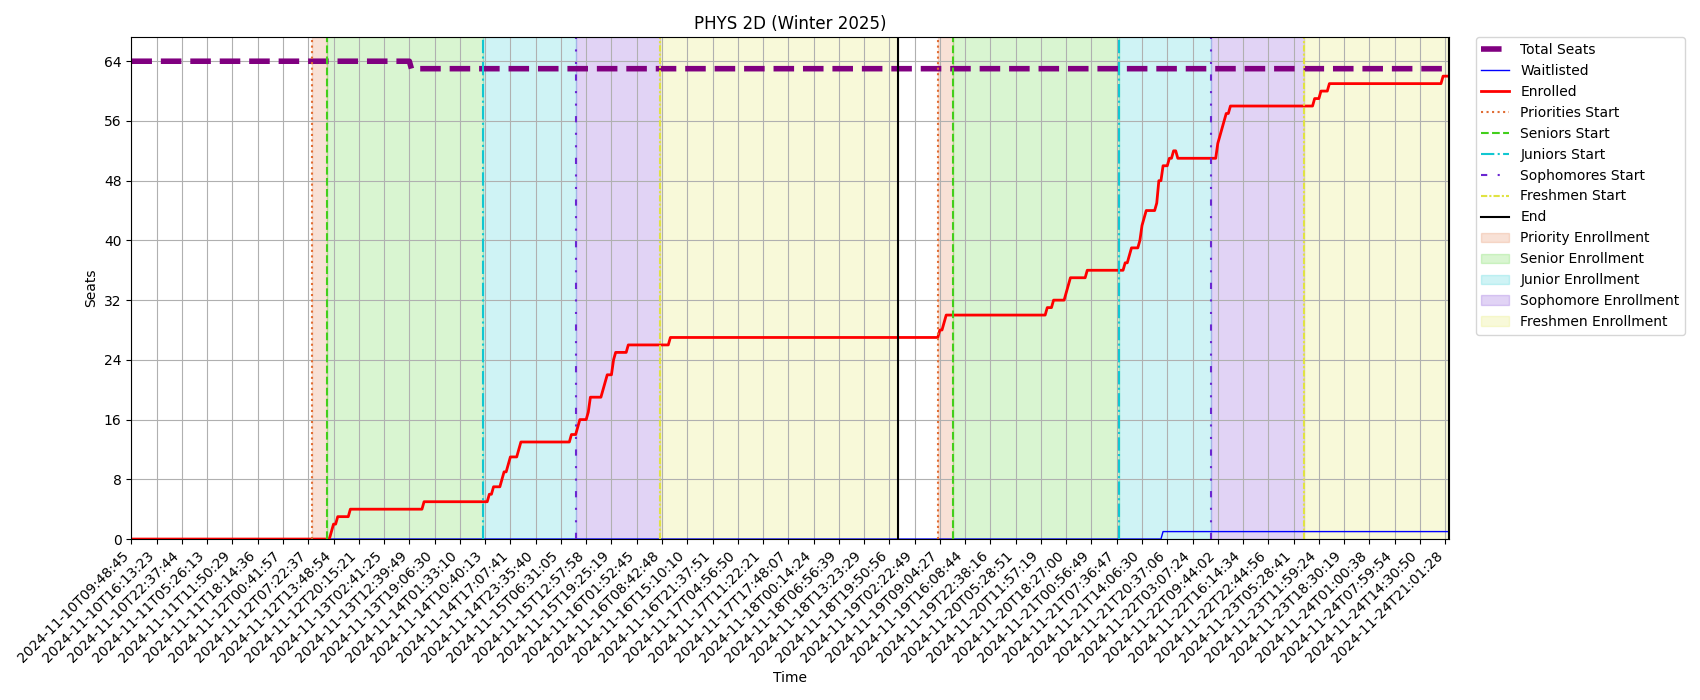 PHYS 2D (Winter 2025)
Seats
64
56
48
40
32
24
16
8
0
2024-11-10T09:48:45
2024-11-10T16:13:23
2024-11-10T22:37:44
2024-11-11T05:26:13
2024-11-11T11:50:29
2024-11-11T18:14:36
2024-11-12T00:41:57
2024-11-12T07:22:37
2024-11-12T13:48:54
2024-11-12T20:15:21
2024-11-13T02:41:25
2024-11-13T12:39:49
2024-11-13T19:06:30
2024-11-14T01:33:10
2024-11-14T10:40:13
2024-11-14T17:07:41
2024-11-14T23:35:40
2024-11-15T06:31:05
2024-11-15T12:57:58
2024-11-15T19:25:19
2024-11-16T01:52:45
2024-11-16T08:42:48
2024-11-16T15:10:10
2024-11-16T21:37:51
2024-11-17T04:56:50
2024-11-17T11:22:21
2024-11-17T17:48:07
2024-11-18T00:14:24
2024-11-18T06:56:39
2024-11-18T13:23:29
2024-11-18T19:50:56
2024-11-19T02:22:49
2024-11-19T09:04:27
2024-11-19T16:08:44
2024-11-19T22:38:16
2024-11-20T05:28:51
2024-11-20T11:57:19
2024-11-20T18:27:00
2024-11-21T00:56:49
2024-11-21T07:36:47
2024-11-21T14:06:30
2024-11-21T20:37:06
2024-11-22T03:07:24
2024-11-22T09:44:02
2024-11-22T16:14:34
2024-11-22T22:44:56
2024-11-23T05:28:41
2024-11-23T11:59:24
2024-11-23T18:30:19
2024-11-24T01:00:38
2024-11-24T07:59:54
2024-11-24T14:30:50
2024-11-24T21:01:28
Time
Total Seats
Waitlisted
Enrolled
Priorities Start
Seniors Start
Juniors Start
Sophomores Start
Freshmen Start
End
Priority Enrollment
Senior Enrollment
Junior Enrollment
Sophomore Enrollment
Freshmen Enrollment